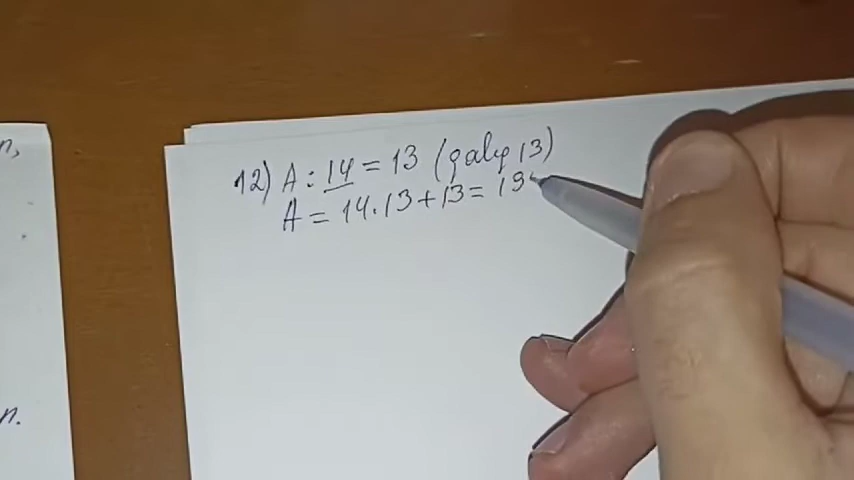 n,
12) A : 14 = 13 (qalıq 13)
A = 14 · 13 + 13 = 19
n.